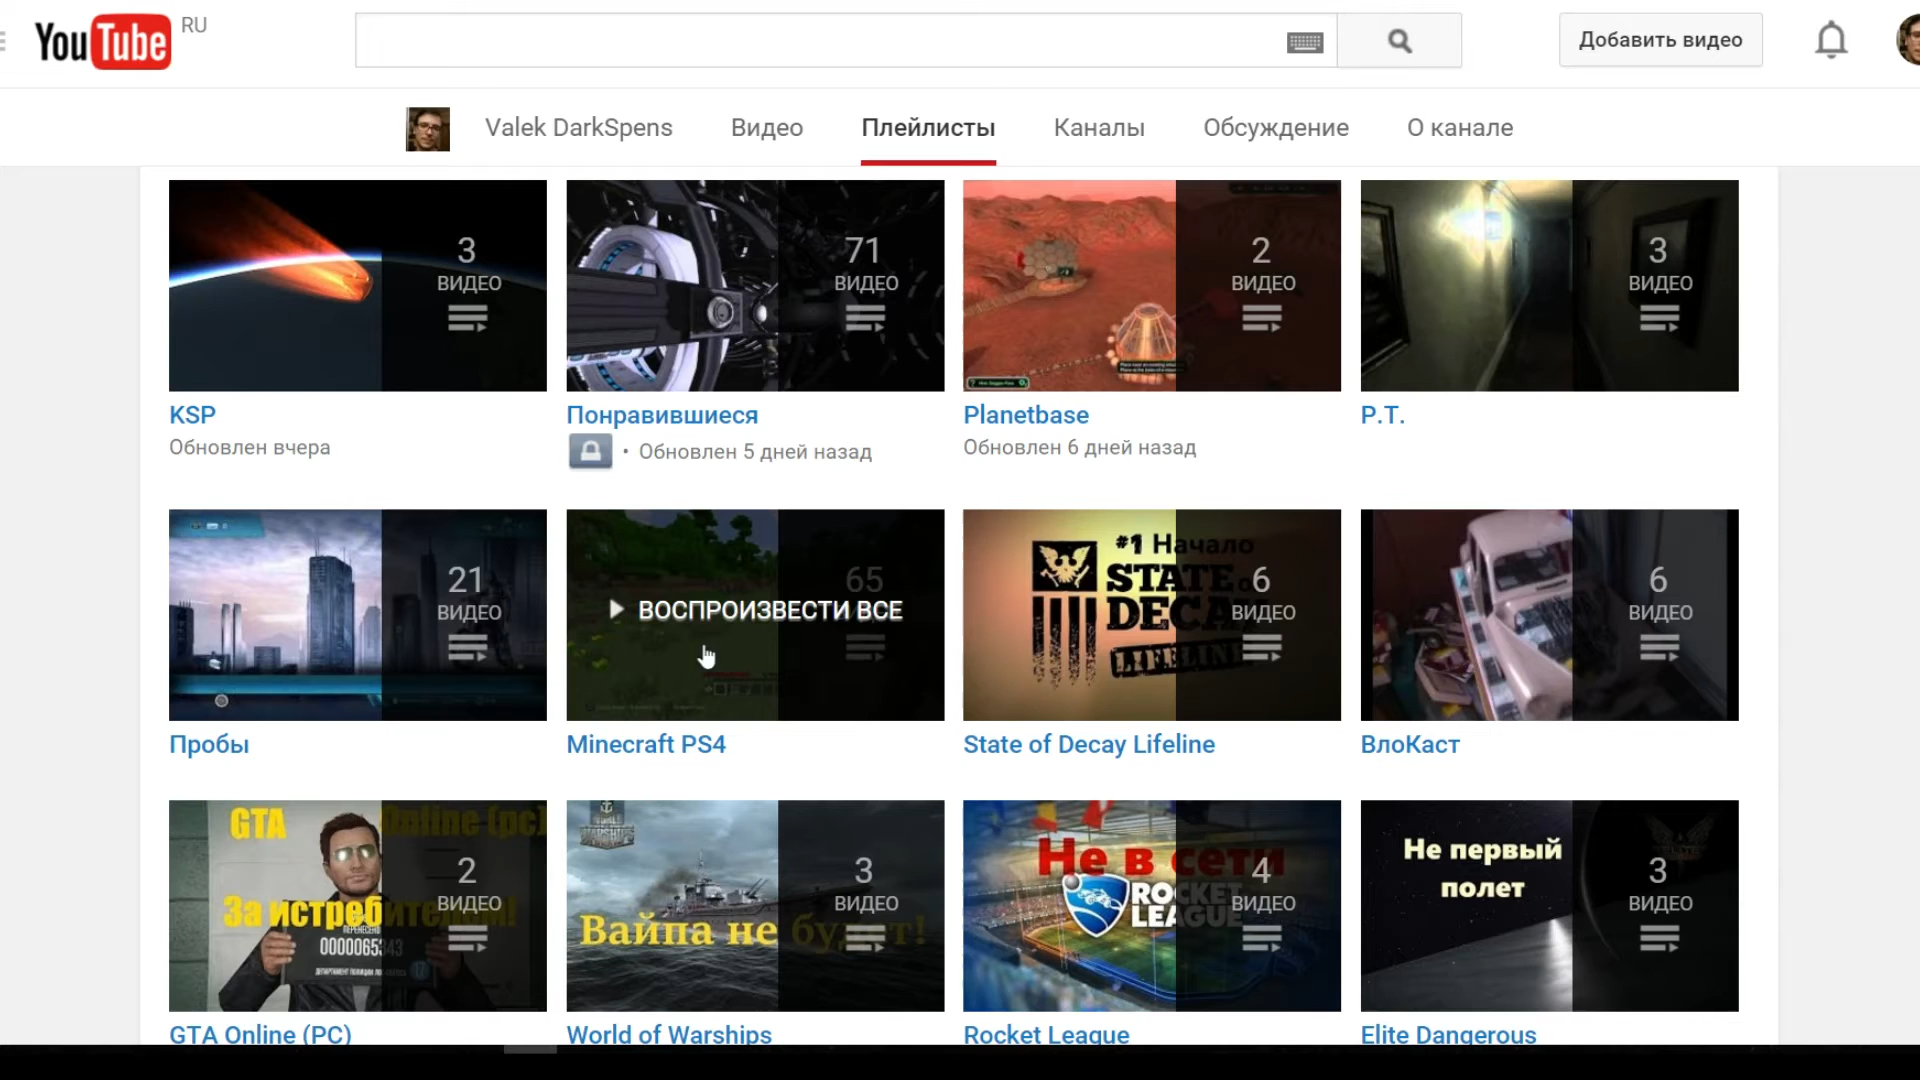 YouTube RU
Добавить видео
Valek DarkSpens Видео Плейлисты Каналы Обсуждение О канале
3 ВИДЕО
71 ВИДЕО
2 ВИДЕО
3 ВИДЕО
KSP
Обновлен вчера
Понравившиеся
• Обновлен 5 дней назад
Planetbase
Обновлен 6 дней назад
P.T.
21 ВИДЕО
65
ВОСПРОИЗВЕСТИ ВСЕ
#1 Начало
STATE OF
DECAY
LIFELINE
6 ВИДЕО
6 ВИДЕО
Пробы
Minecraft PS4
State of Decay Lifeline
ВлоКаст
GTA Online (pc)
За истребителем!
0000065343
2 ВИДЕО
WARSHIPS
Вайпа не будет!
3 ВИДЕО
Не в сети
ROCKET
LEAGUE
4 ВИДЕО
Не первый
полет
3 ВИДЕО
GTA Online (PC)
World of Warships
Rocket League
Elite Dangerous